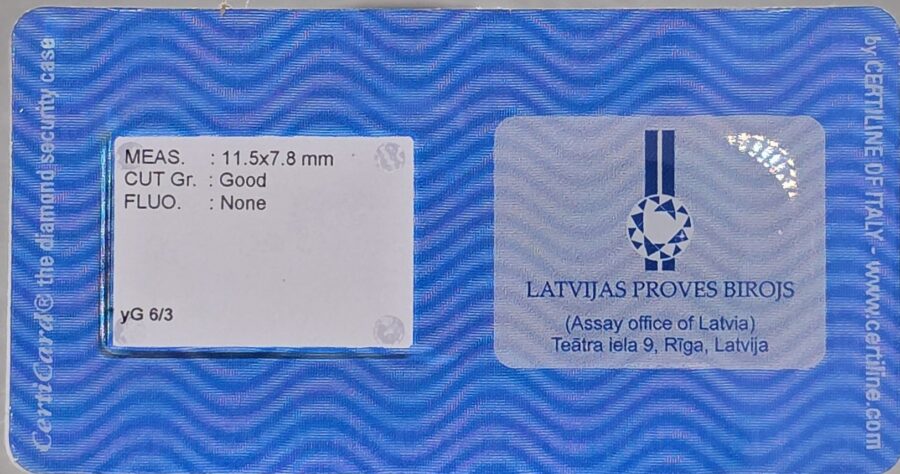 CertiCard® the diamond security case
MEAS. : 11.5x7.8 mm
CUT Gr. : Good
FLUO. : None
yG 6/3
LATVIJAS PROVES BIROJS
(Assay office of Latvia)
Teātra iela 9, Rīga, Latvija
by CERTILINE OF ITALY - www.certiline.com